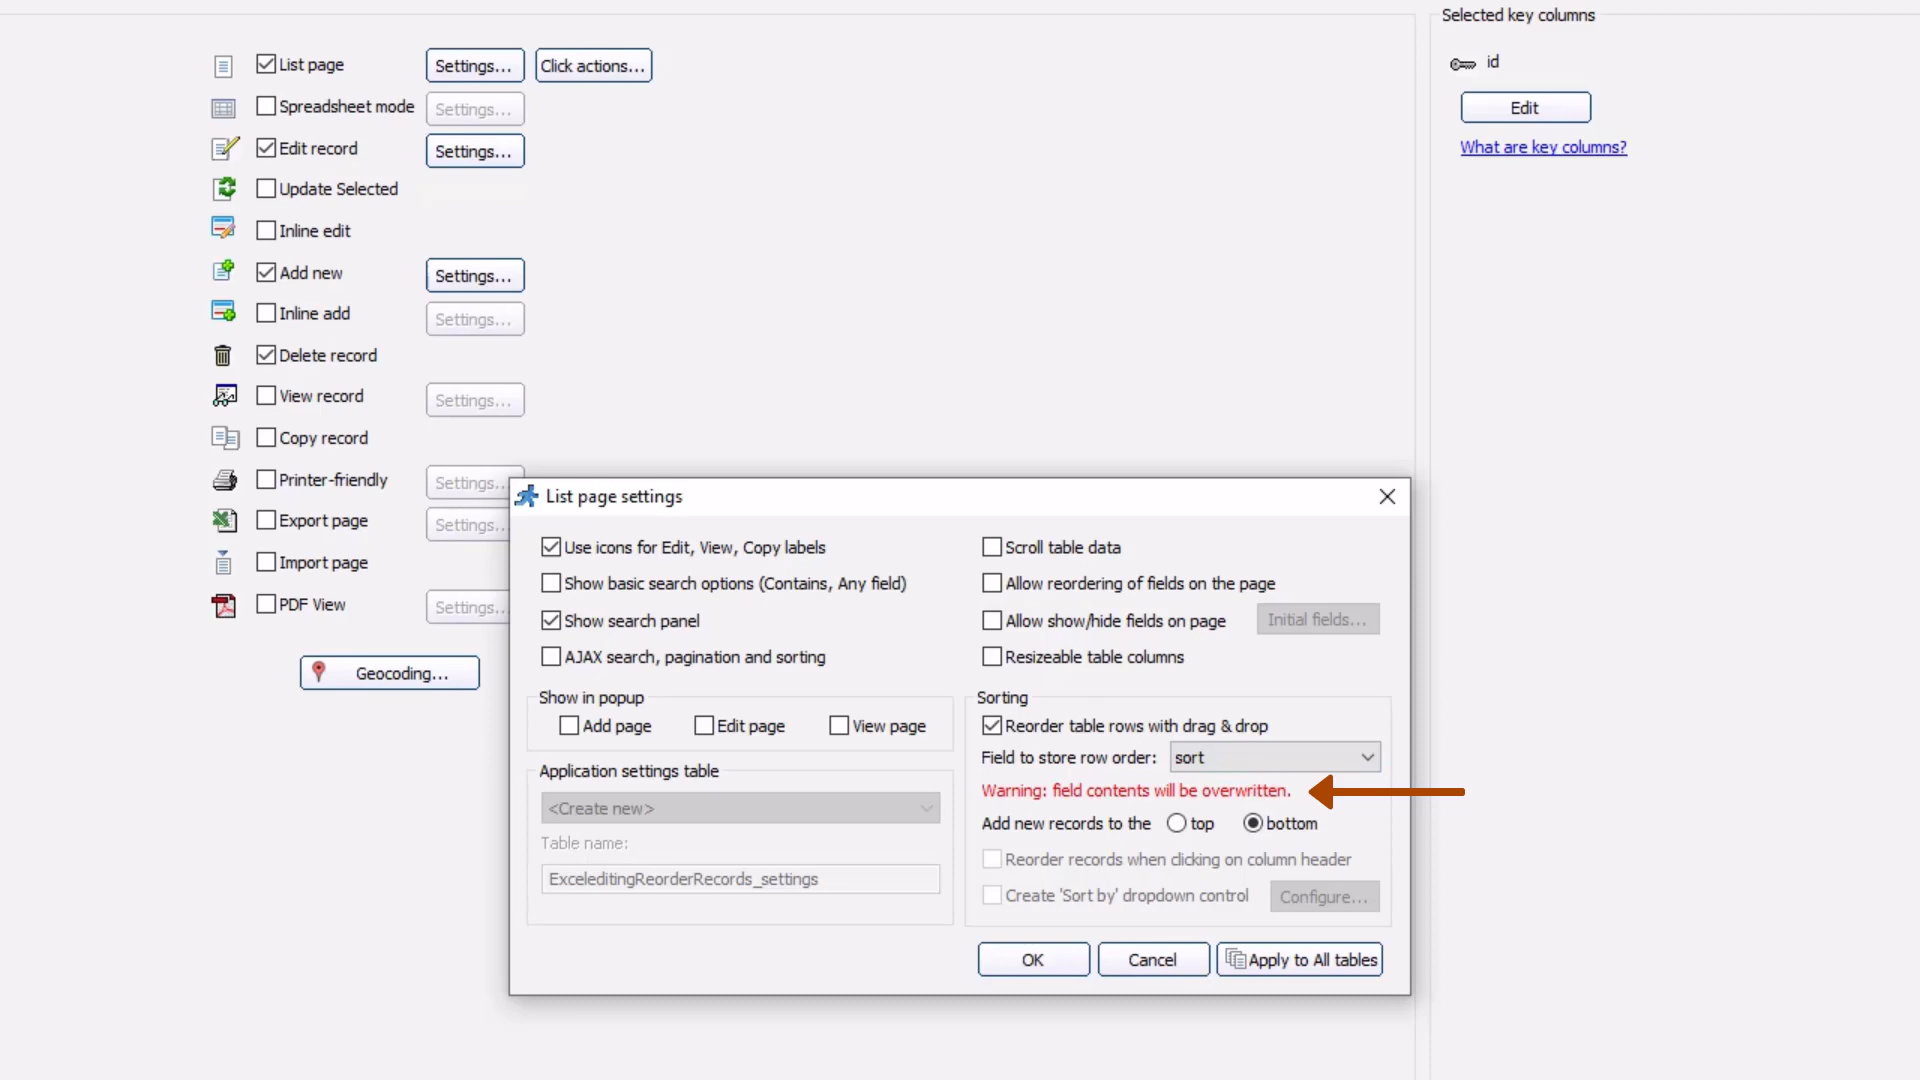 Selected key columns
List page Settings... Click actions...
id
Spreadsheet mode Settings...
Edit
Edit record Settings...
What are key columns?
Update Selected
Inline edit
Add new Settings...
Inline add Settings...
Delete record
View record Settings...
Copy record
Printer-friendly Settings...
Export page Settings...
Import page
PDF View Settings...
Geocoding...
List page settings
Use icons for Edit, View, Copy labels
Show basic search options (Contains, Any field)
Show search panel
AJAX search, pagination and sorting
Scroll table data
Allow reordering of fields on the page
Allow show/hide fields on page Initial fields...
Resizeable table columns
Show in popup
Add page Edit page View page
Application settings table
<Create new>
Table name:
ExceleditingReorderRecords_settings
Sorting
Reorder table rows with drag & drop
Field to store row order: sort
Warning: field contents will be overwritten.
Add new records to the top bottom
Reorder records when clicking on column header
Create 'Sort by' dropdown control Configure...
OK Cancel Apply to All tables